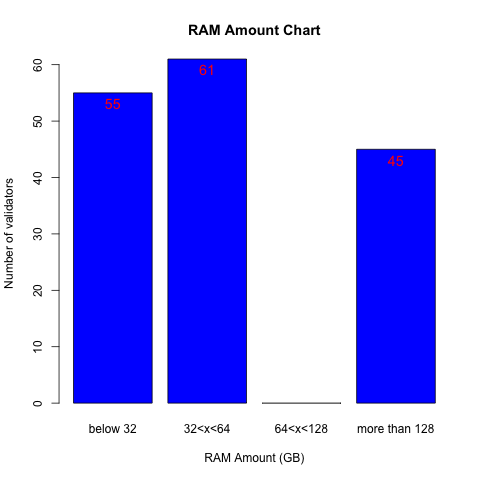 RAM Amount Chart
Number of validators
60
50
40
30
20
10
0
55
61
45
below 32
32<x<64
64<x<128
more than 128
RAM Amount (GB)